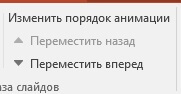 Изменить порядок анимации
Переместить назад
Переместить вперед
аза слайдов